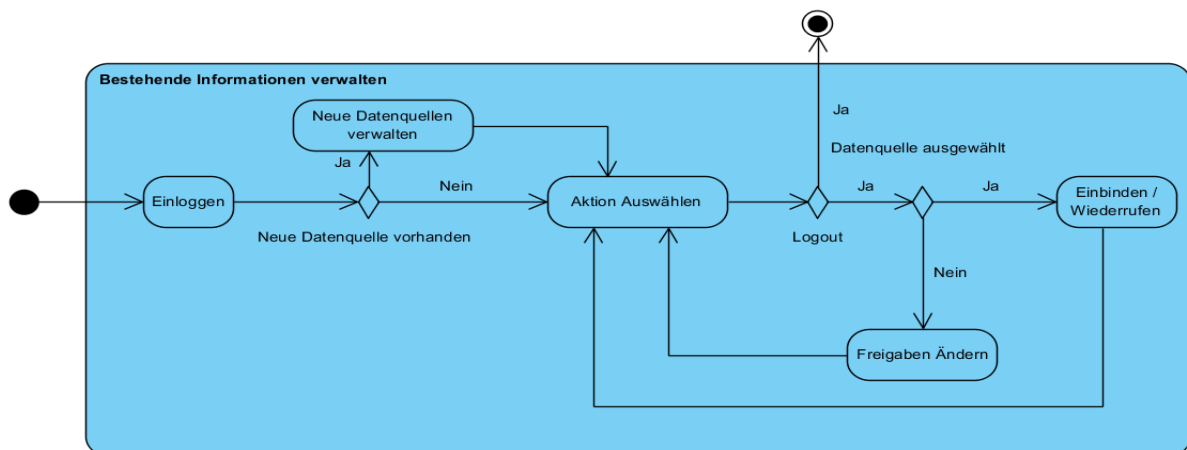 Bestehende Informationen verwalten
Neue Datenquellen
verwalten
Ja
Ja
Datenquelle ausgewählt
Einloggen
Nein
Aktion Auswählen
Ja
Ja
Einbinden /
Wiederrufen
Neue Datenquelle vorhanden
Logout
Nein
Freigaben Ändern